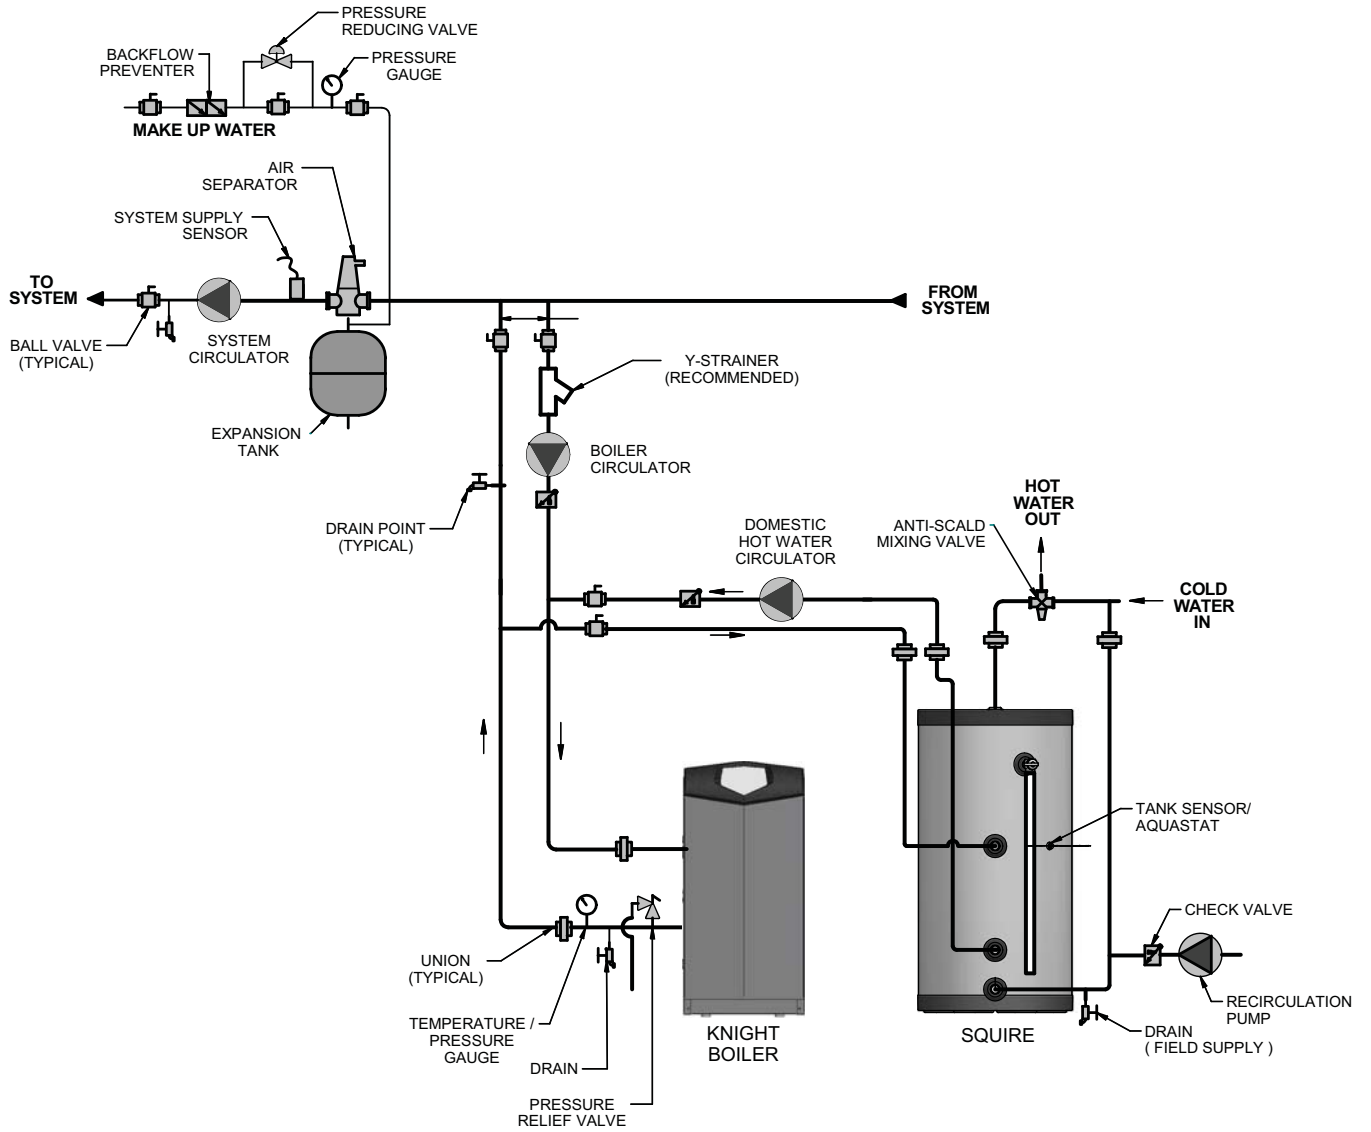 PRESSURE
REDUCING VALVE
BACKFLOW
PREVENTER
PRESSURE
GAUGE
MAKE UP WATER
AIR
SEPARATOR
SYSTEM SUPPLY
SENSOR
TO
SYSTEM
FROM
SYSTEM
BALL VALVE
(TYPICAL)
SYSTEM
CIRCULATOR
Y-STRAINER
(RECOMMENDED)
EXPANSION
TANK
BOILER
CIRCULATOR
DRAIN POINT
(TYPICAL)
DOMESTIC
HOT WATER
CIRCULATOR
ANTI-SCALD
MIXING VALVE
HOT
WATER
OUT
COLD
WATER
IN
TANK SENSOR/
AQUASTAT
CHECK VALVE
UNION
(TYPICAL)
RECIRCULATION
PUMP
TEMPERATURE /
PRESSURE
GAUGE
KNIGHT
BOILER
SQUIRE
DRAIN
( FIELD SUPPLY )
DRAIN
PRESSURE
RELIEF VALVE